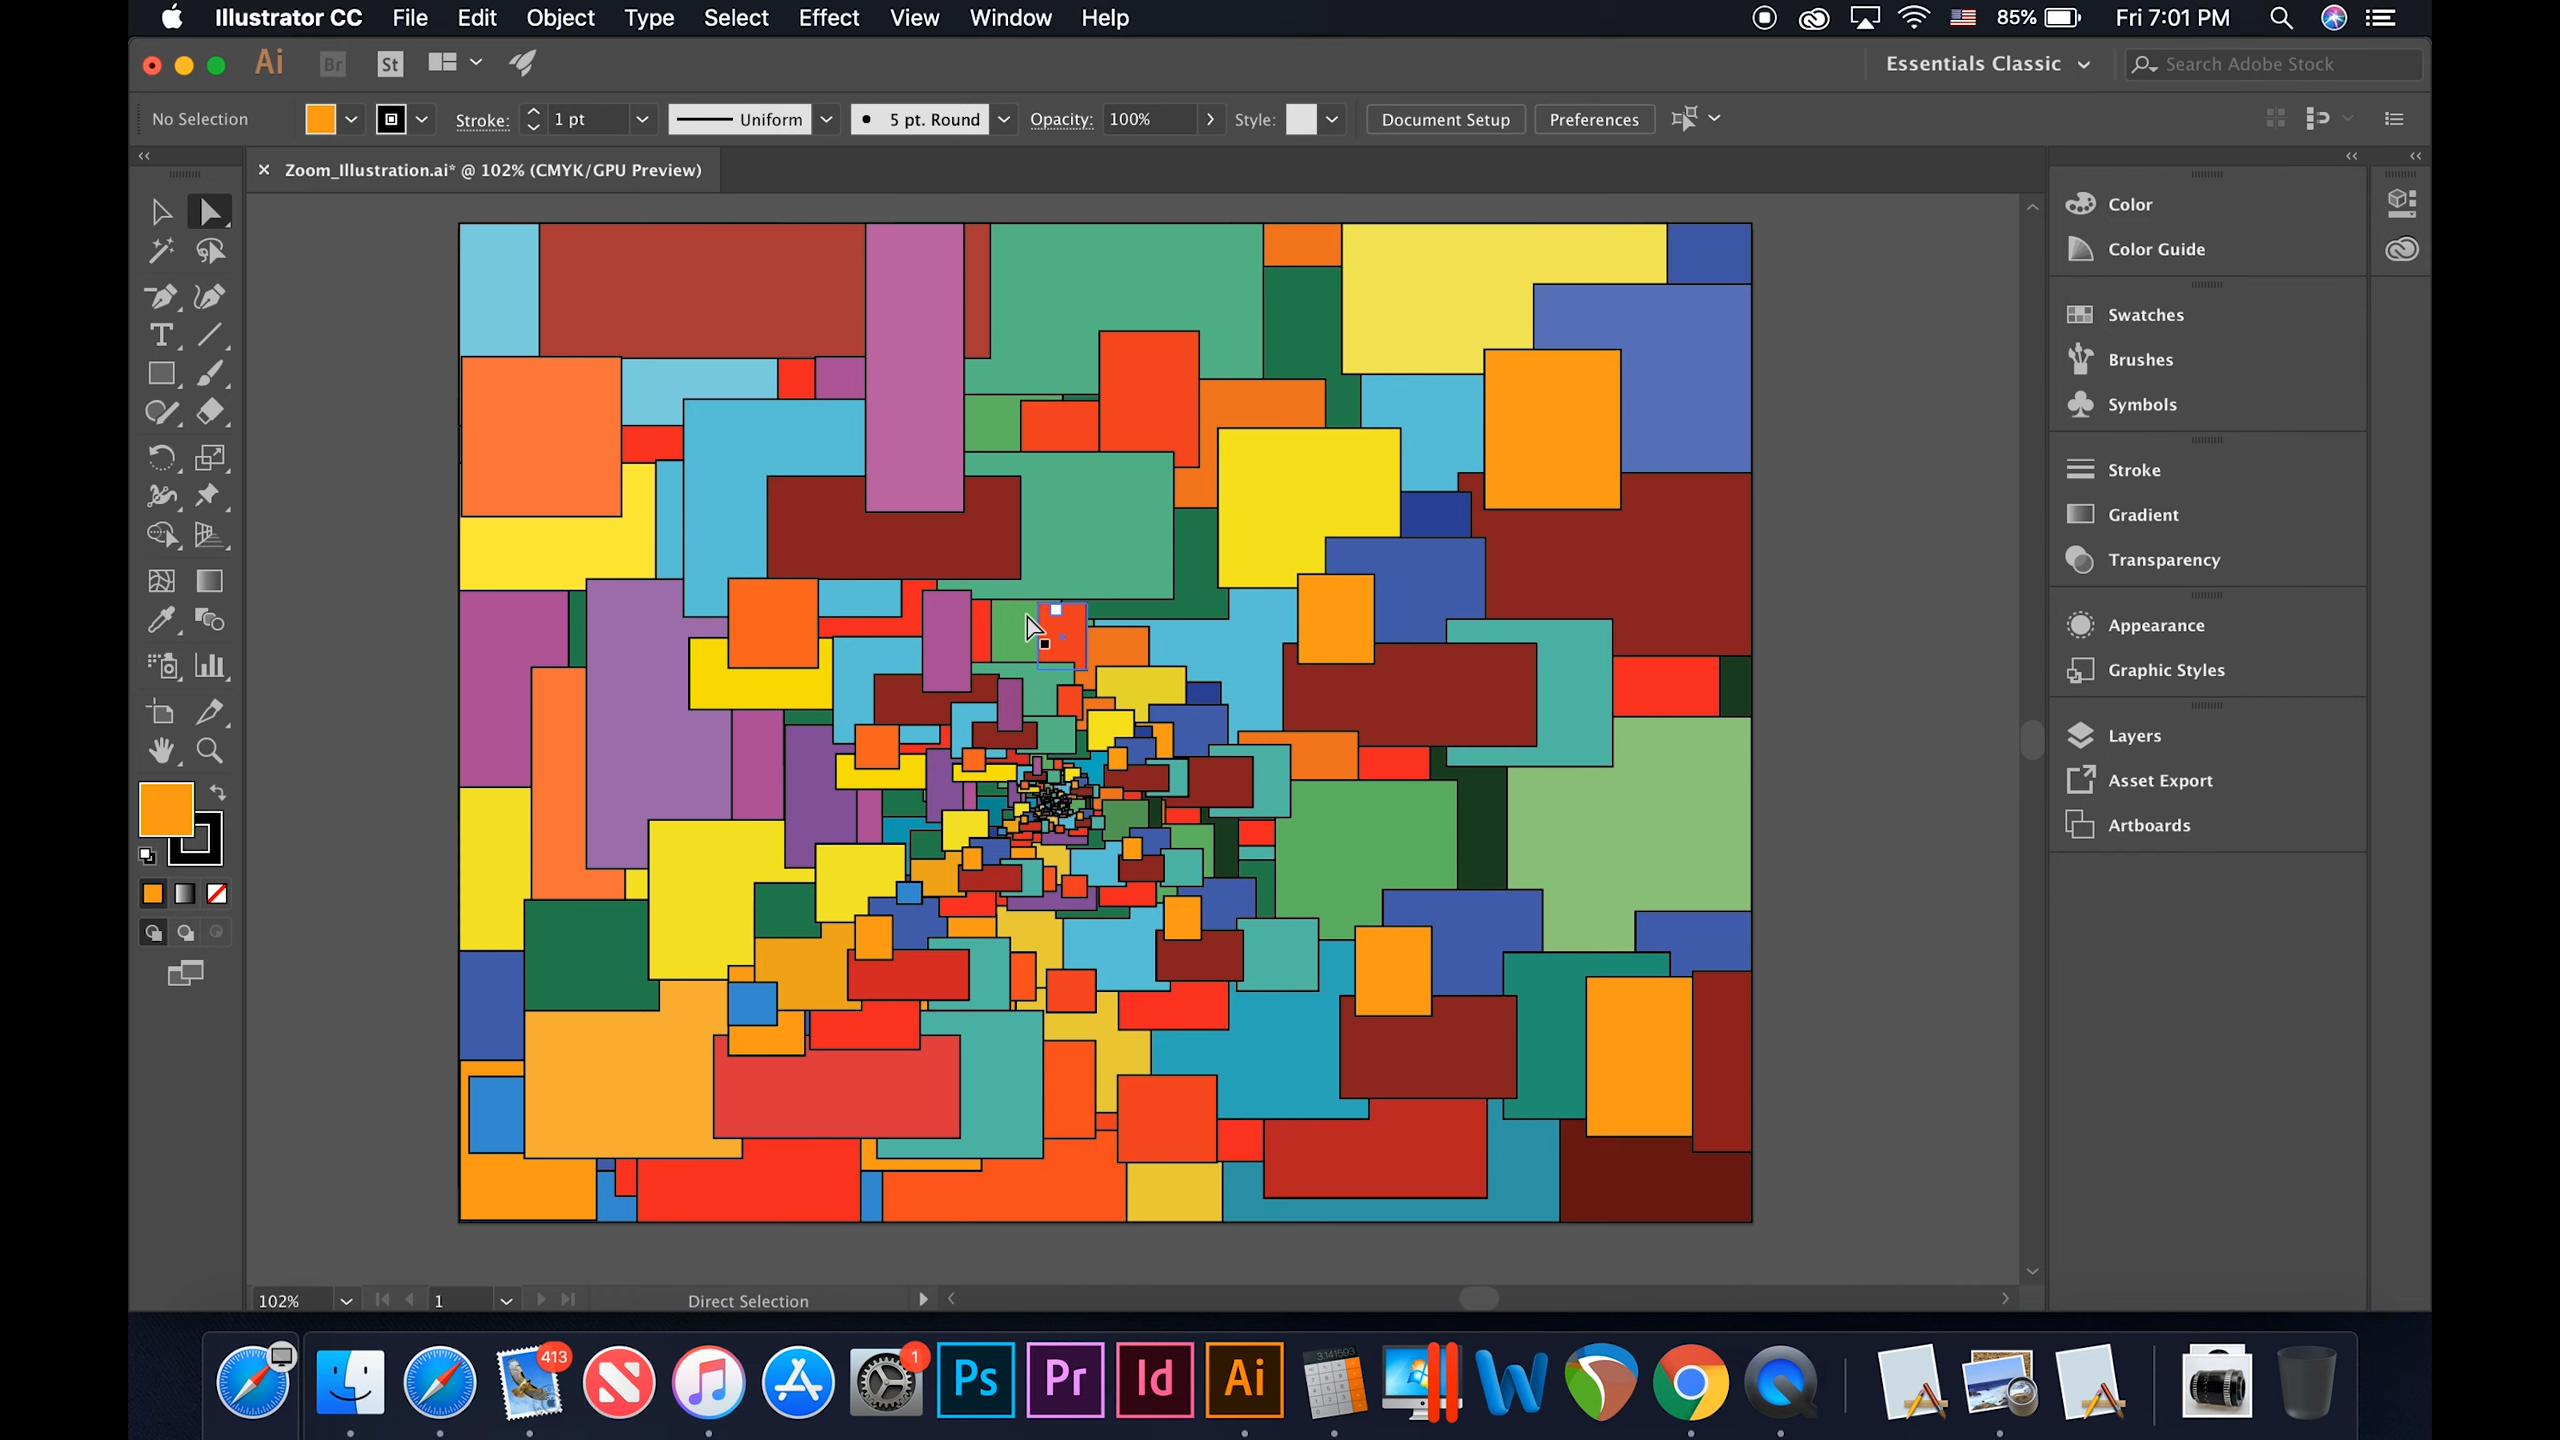 Illustrator CC File Edit Object Type Select Effect View Window Help 85% Fri 7:01 PM
Ai Br St Essentials Classic Search Adobe Stock
No Selection Stroke: 1 pt Uniform 5 pt. Round Opacity: 100% Style: Document Setup Preferences
Zoom_Illustration.ai* @ 102% (CMYK/GPU Preview)
Color
Color Guide
Swatches
Brushes
Symbols
Stroke
Gradient
Transparency
Appearance
Graphic Styles
Layers
Asset Export
Artboards
102% 1 Direct Selection
413 1 Ps Pr Id Ai 3.141593